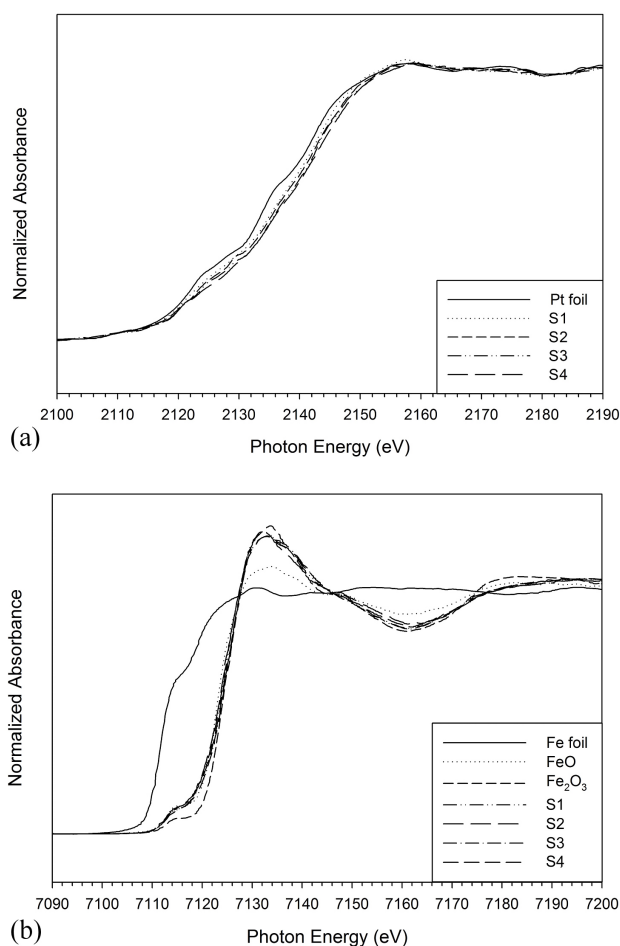 Normalized Absorbance
Pt foil
S1
S2
S3
S4
2100 2110 2120 2130 2140 2150 2160 2170 2180 2190
(a)
Photon Energy (eV)
Normalized Absorbance
Fe foil
FeO
Fe₂O₃
S1
S2
S3
S4
7090 7100 7110 7120 7130 7140 7150 7160 7170 7180 7190 7200
(b)
Photon Energy (eV)